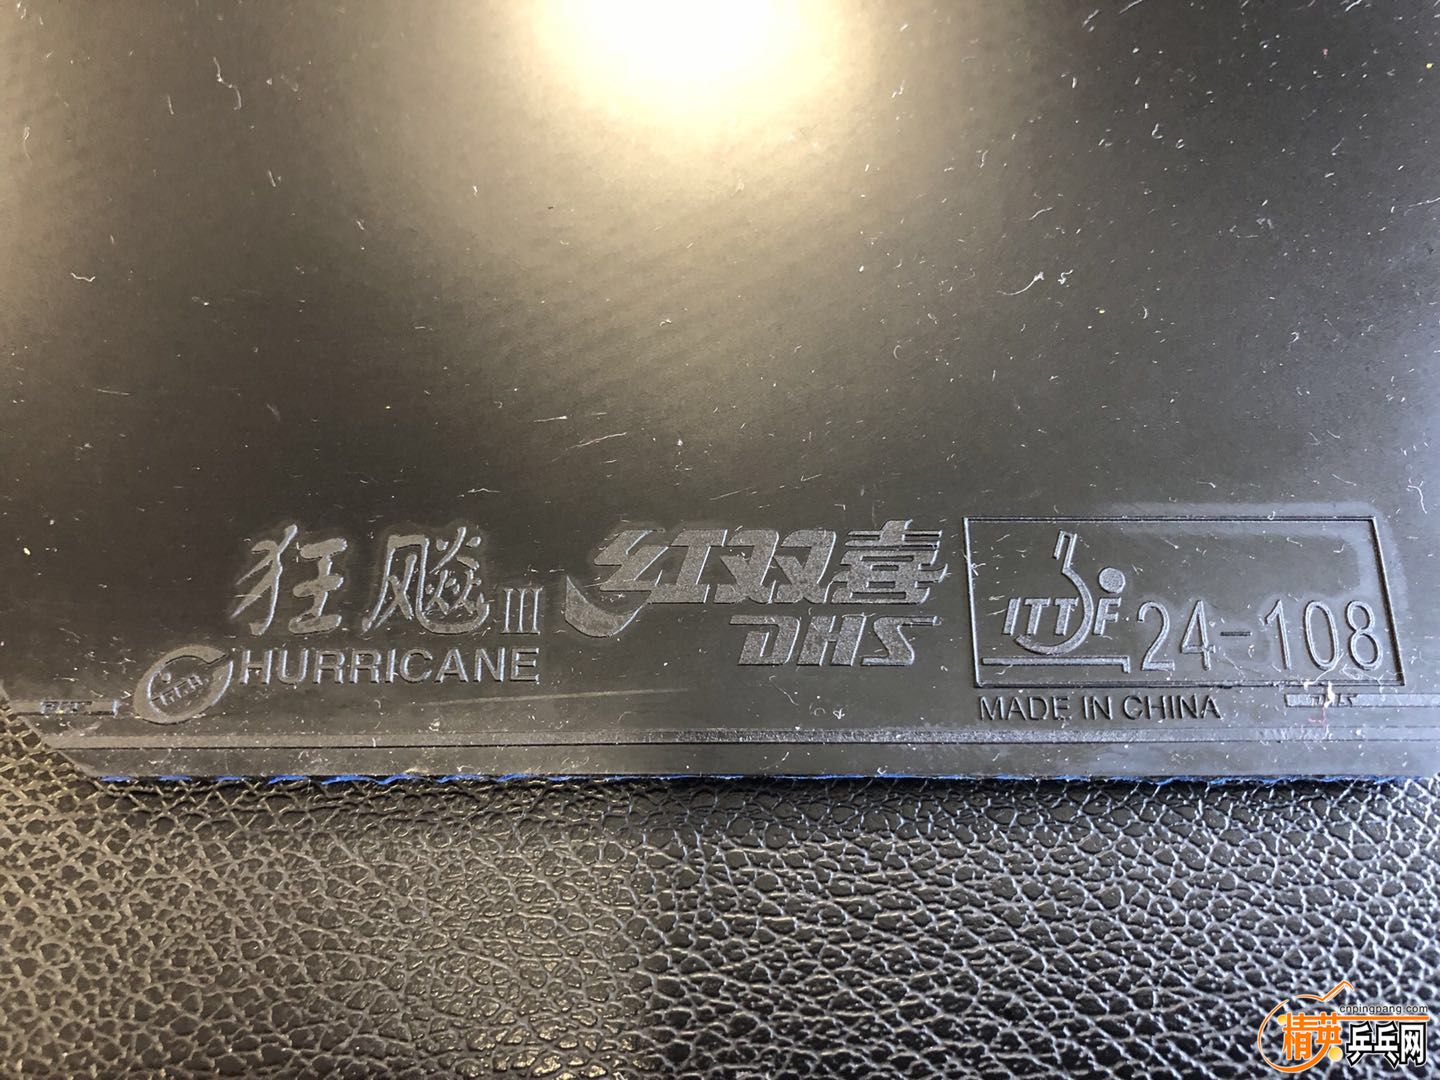 狂飚III
HURRICANE
红双喜
DHS
ITTF 24-108
MADE IN CHINA
cnpingpang.com
精英乒乓网